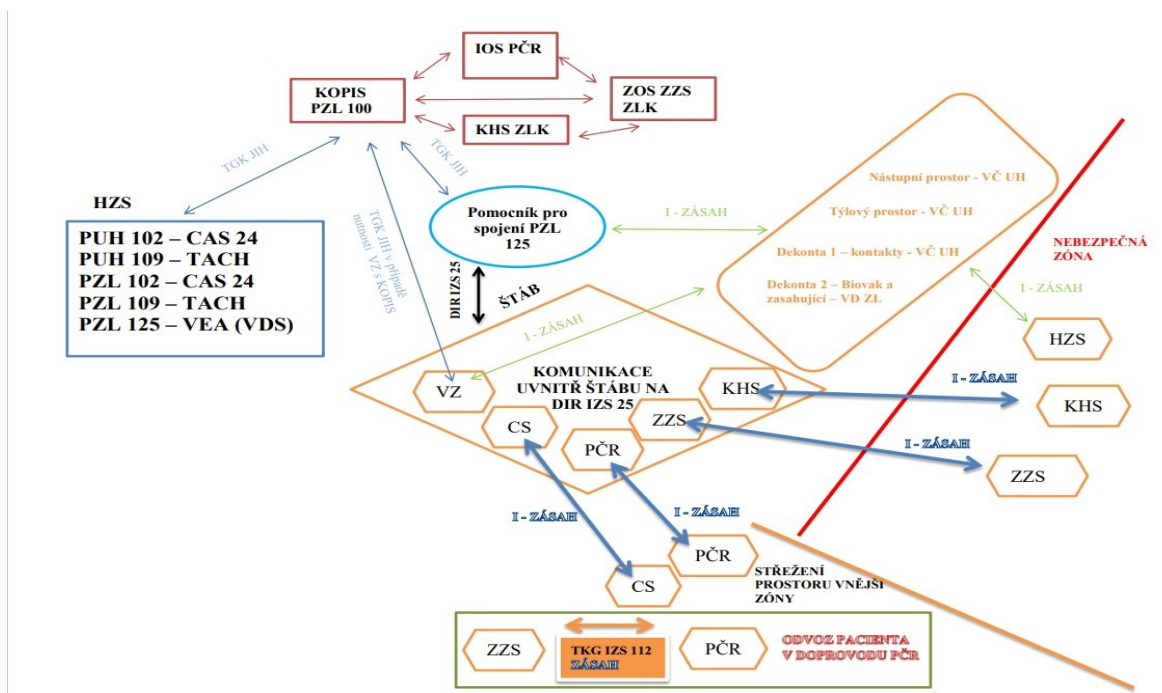 IOS PČR
KOPIS
PZL 100
ZOS ZZS
ZLK
KHS ZLK
TGK JIH
TGK JIH
TGK JIH v případě
nutnosti VZ s KOPIS
HZS
PUH 102 – CAS 24
PUH 109 – TACH
PZL 102 – CAS 24
PZL 109 – TACH
PZL 125 – VEA (VDS)
Pomocník pro
spojení PZL
125
I - ZÁSAH
Nástupní prostor - VČ UH
Týlový prostor - VČ UH
Dekonta 1 – kontakty – VČ UH
Dekonta 2 – Biovak a
zasahující – VD ZL
NEBEZPEČNÁ
ZÓNA
I - ZÁSAH
HZS
DIR IZS 25
ŠTÁB
I - ZÁSAH
KOMUNIKACE
UVNITŘ ŠTÁBU NA
DIR IZS 25
VZ
CS
PČR
ZZS
KHS
I - ZÁSAH
KHS
I - ZÁSAH
ZZS
I - ZÁSAH
I - ZÁSAH
PČR
CS
STŘEŽENÍ
PROSTORU VNĚJŠÍ
ZÓNY
ZZS
TKG IZS 112
ZÁSAH
PČR
ODVOZ PACIENTA
V DOPROVODU PČR